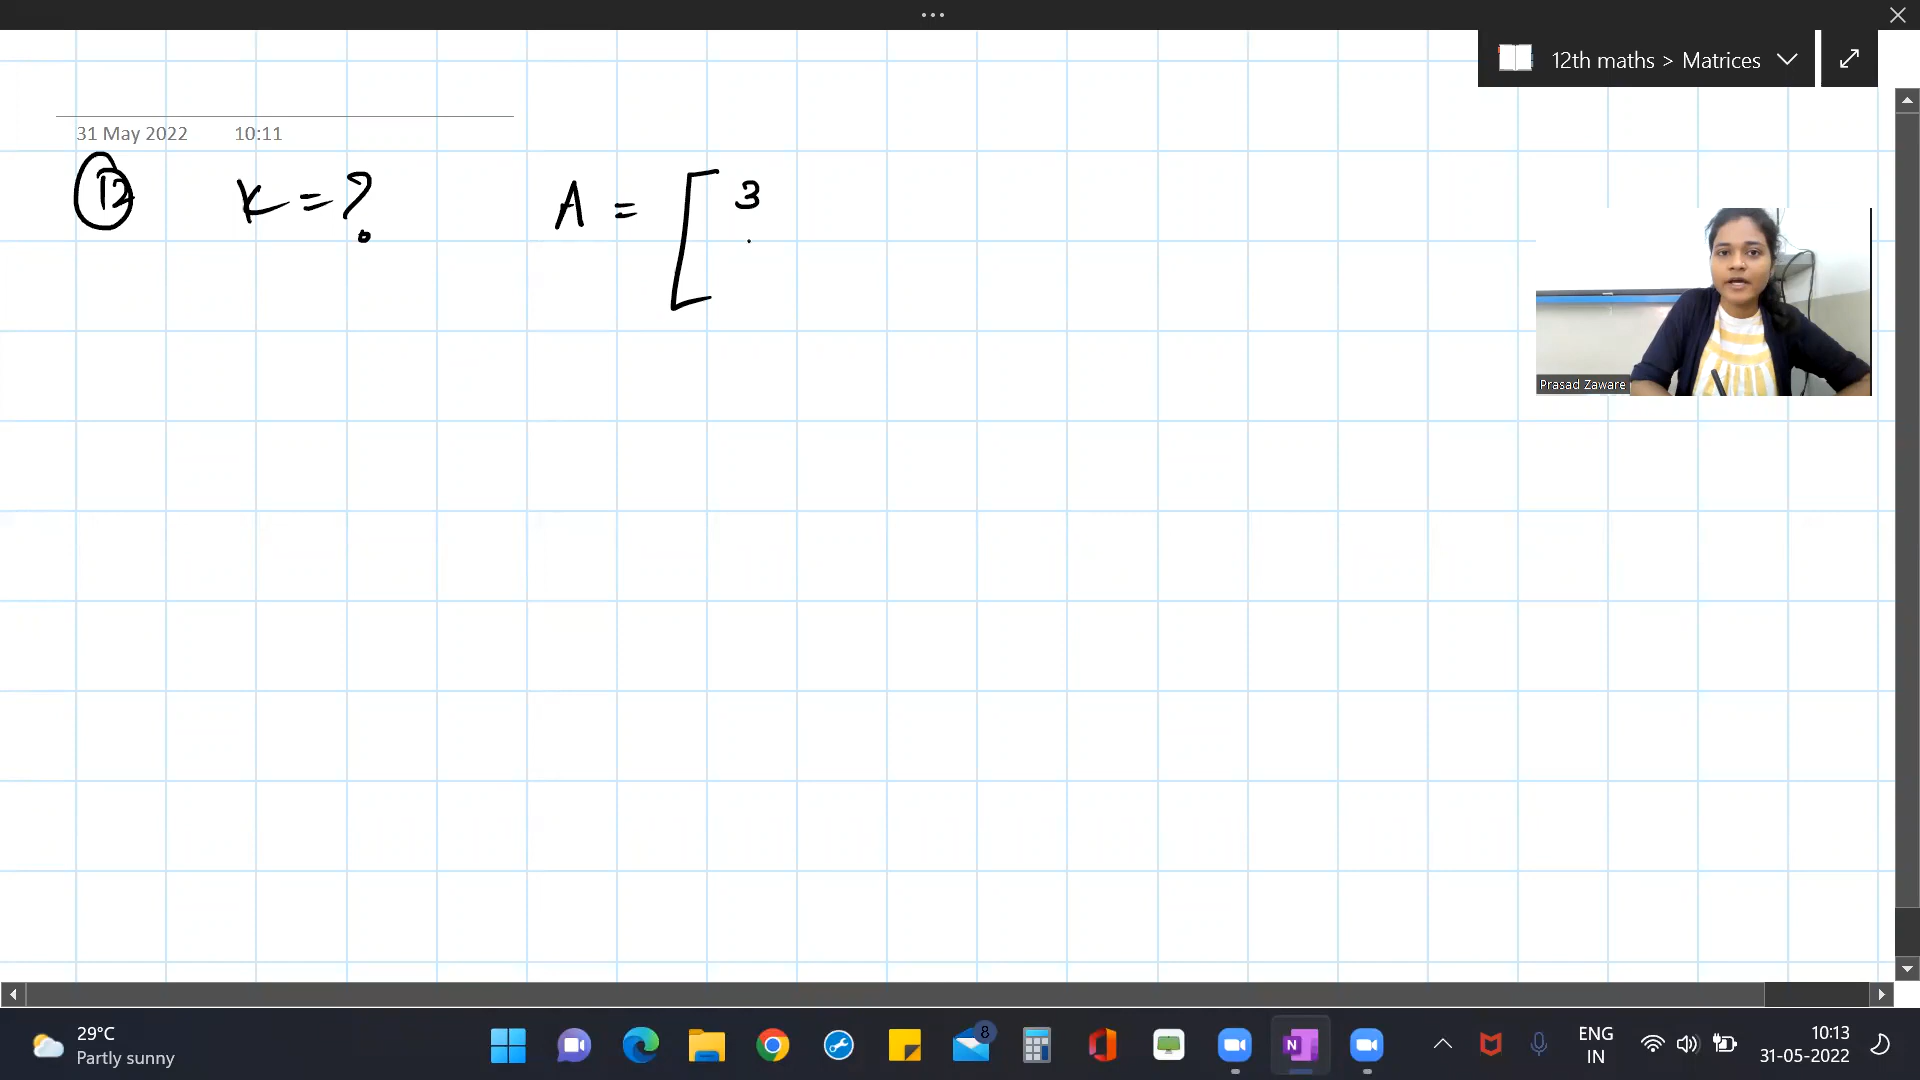 ...
12th maths > Matrices
31 May 2022 10:11
12 K = ? A = [ 3
Prasad Zaware
29°C
Partly sunny
8
ENG
IN
10:13
31-05-2022